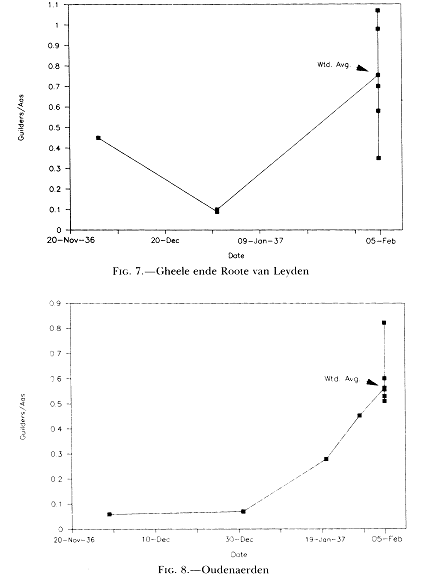 1.1
1
0.9
0.8
0.7
0.6
0.5
0.4
0.3
0.2
0.1
0
Guilders/Aas
Wtd. Avg.
20-Nov-36 20-Dec 09-Jan-37 05-Feb
Date
FIG. 7.—Gheele ende Roote van Leyden
0.9
0.8
0.7
0.6
0.5
0.4
0.3
0.2
0.1
0
Guilders/Aas
Wtd. Avg.
20-Nov-36 10-Dec 30-Dec 19-Jan-37 05-Feb
Date
FIG. 8.—Oudenaerden